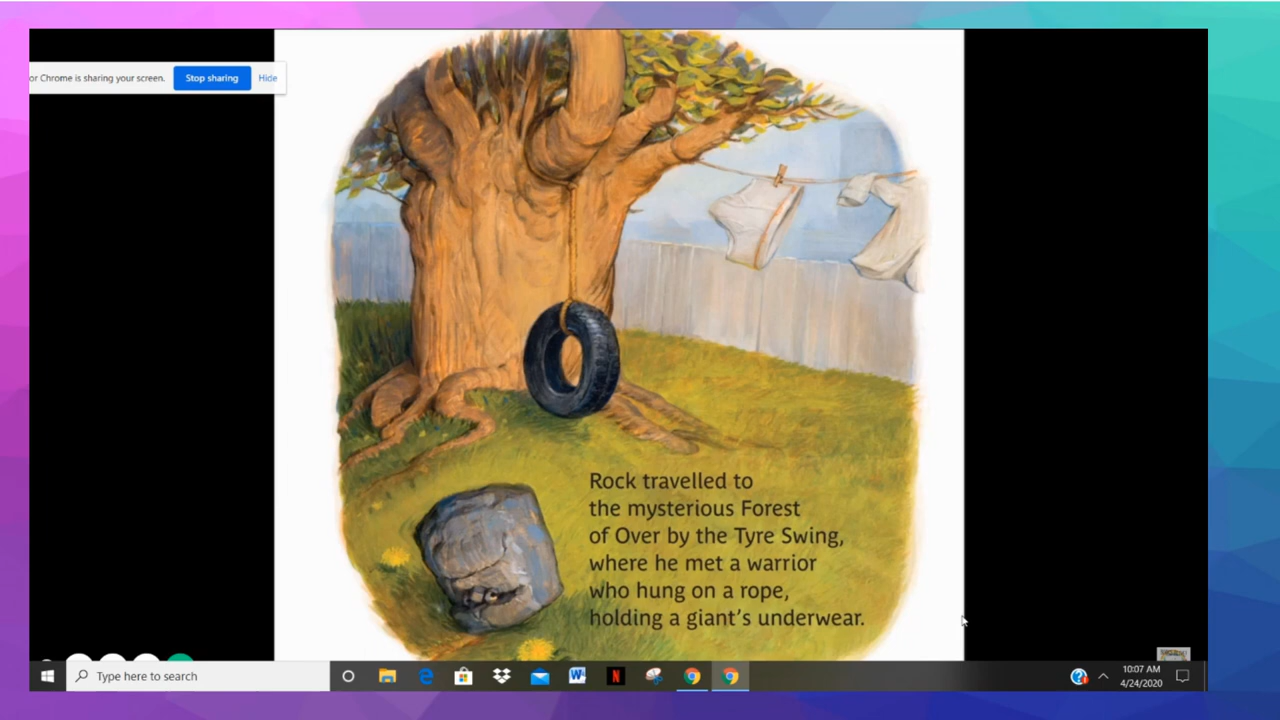 or Chrome is sharing your screen. Stop sharing Hide
Rock travelled to
the mysterious Forest
of Over by the Tyre Swing,
where he met a warrior
who hung on a rope,
holding a giant's underwear.
Type here to search
10:07 AM
4/24/2020